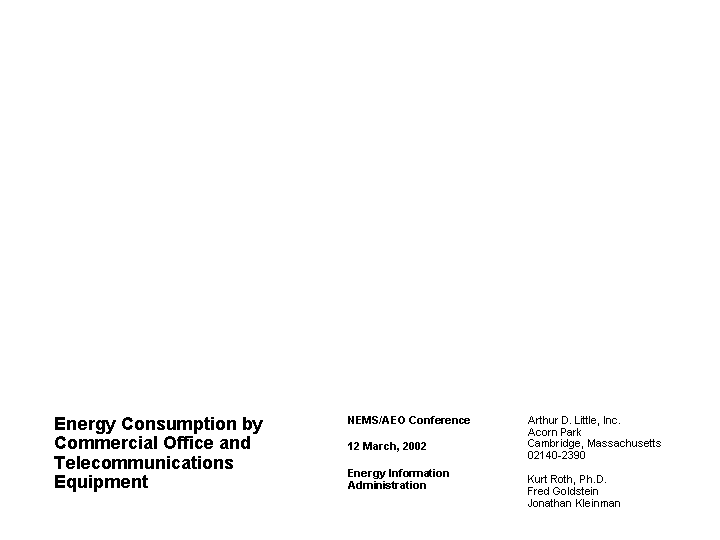 Energy Consumption by
Commercial Office and
Telecommunications
Equipment
NEMS/AEO Conference
12 March, 2002
Energy Information
Administration
Arthur D. Little, Inc.
Acorn Park
Cambridge, Massachusetts
02140-2390
Kurt Roth, Ph.D.
Fred Goldstein
Jonathan Kleinman